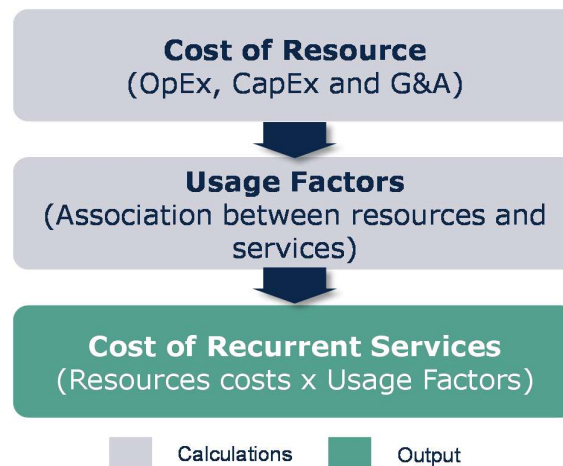 Cost of Resource
(OpEx, CapEx and G&A)
Usage Factors
(Association between resources and
services)
Cost of Recurrent Services
(Resources costs x Usage Factors)
Calculations
Output